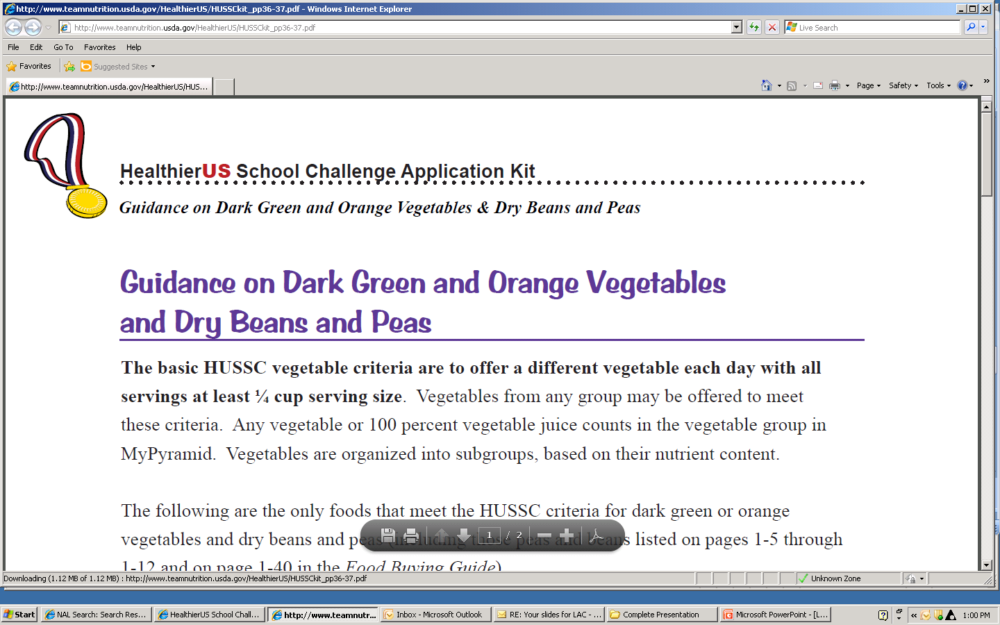 http://www.teamnutrition.usda.gov/HealthierUS/HUSSCkit_pp36-37.pdf - Windows Internet Explorer
http://www.teamnutrition.usda.gov/HealthierUS/HUSSCkit_pp36-37.pdf
Live Search
File Edit Go To Favorites Help
Favorites Suggested Sites
http://www.teamnutrition.usda.gov/HealthierUS/HUS...
Page Safety Tools
HealthierUS School Challenge Application Kit
Guidance on Dark Green and Orange Vegetables & Dry Beans and Peas
Guidance on Dark Green and Orange Vegetables
and Dry Beans and Peas
The basic HUSSC vegetable criteria are to offer a different vegetable each day with all
servings at least ¼ cup serving size. Vegetables from any group may be offered to meet
these criteria. Any vegetable or 100 percent vegetable juice counts in the vegetable group in
MyPyramid. Vegetables are organized into subgroups, based on their nutrient content.
The following are the only foods that meet the HUSSC criteria for dark green or orange
vegetables and dry beans and peas (including those peas and beans listed on pages 1-5 through
1 / 2
1-12 and on page 1-40 in the Food Buying Guide)
Downloading (1.12 MB of 1.12 MB) : http://www.teamnutrition.usda.gov/HealthierUS/HUSSCkit_pp36-37.pdf
Unknown Zone
Start
NAL Search: Search Res...
HealthierUS School Chall...
http://www.teamnutr...
Inbox - Microsoft Outlook
RE: Your slides for LAC - ...
Complete Presentation
Microsoft PowerPoint - [L...
1:00 PM